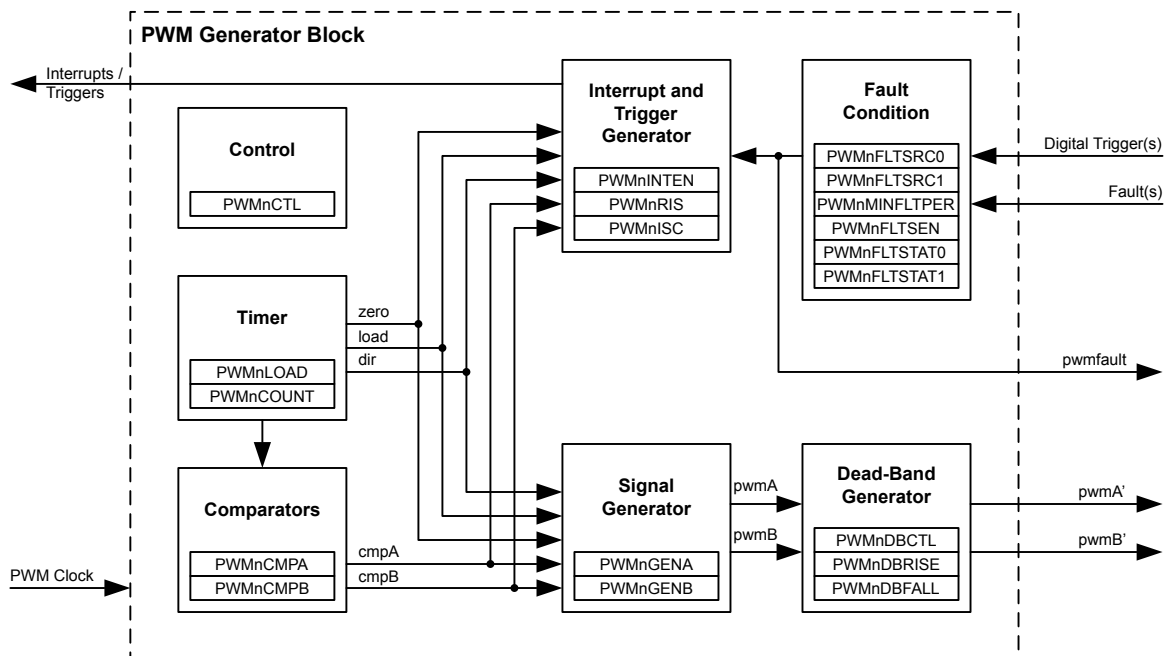 PWM Generator Block
Interrupts /
Triggers
Control
PWMnCTL
Interrupt and
Trigger
Generator
PWMnINTEN
PWMnRIS
PWMnISC
Fault
Condition
PWMnFLTSRC0
PWMnFLTSRC1
PWMnMINFLTPER
PWMnFLTSEN
PWMnFLTSTAT0
PWMnFLTSTAT1
Digital Trigger(s)
Fault(s)
Timer
PWMnLOAD
PWMnCOUNT
zero
load
dir
pwmfault
Comparators
PWMnCMPA
PWMnCMPB
cmpA
cmpB
PWM Clock
Signal
Generator
PWMnGENA
PWMnGENB
pwmA
pwmB
Dead-Band
Generator
PWMnDBCTL
PWMnDBRISE
PWMnDBFALL
pwmA’
pwmB’